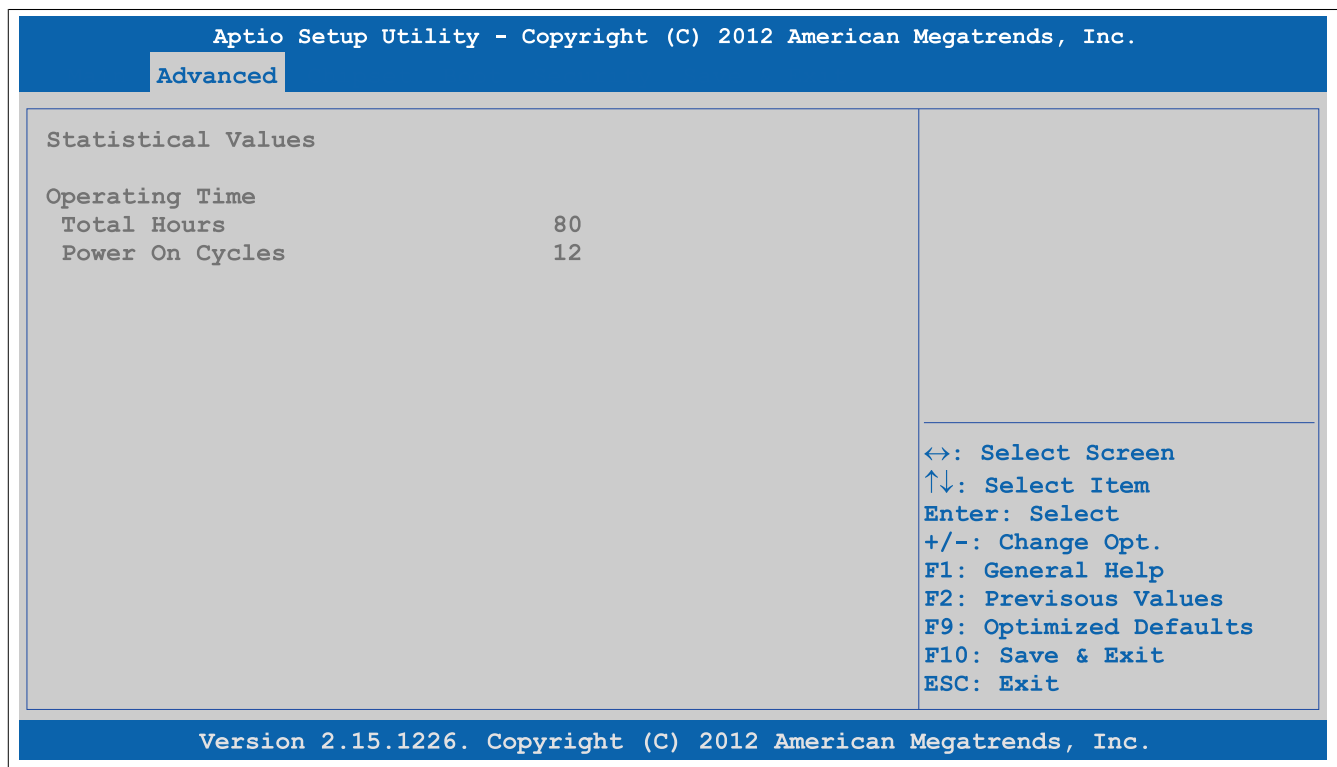 Aptio Setup Utility - Copyright (C) 2012 American Megatrends, Inc.
Advanced
Statistical Values
Operating Time
Total Hours 80
Power On Cycles 12
↔: Select Screen
↑↓: Select Item
Enter: Select
+/-: Change Opt.
F1: General Help
F2: Previsous Values
F9: Optimized Defaults
F10: Save & Exit
ESC: Exit
Version 2.15.1226. Copyright (C) 2012 American Megatrends, Inc.